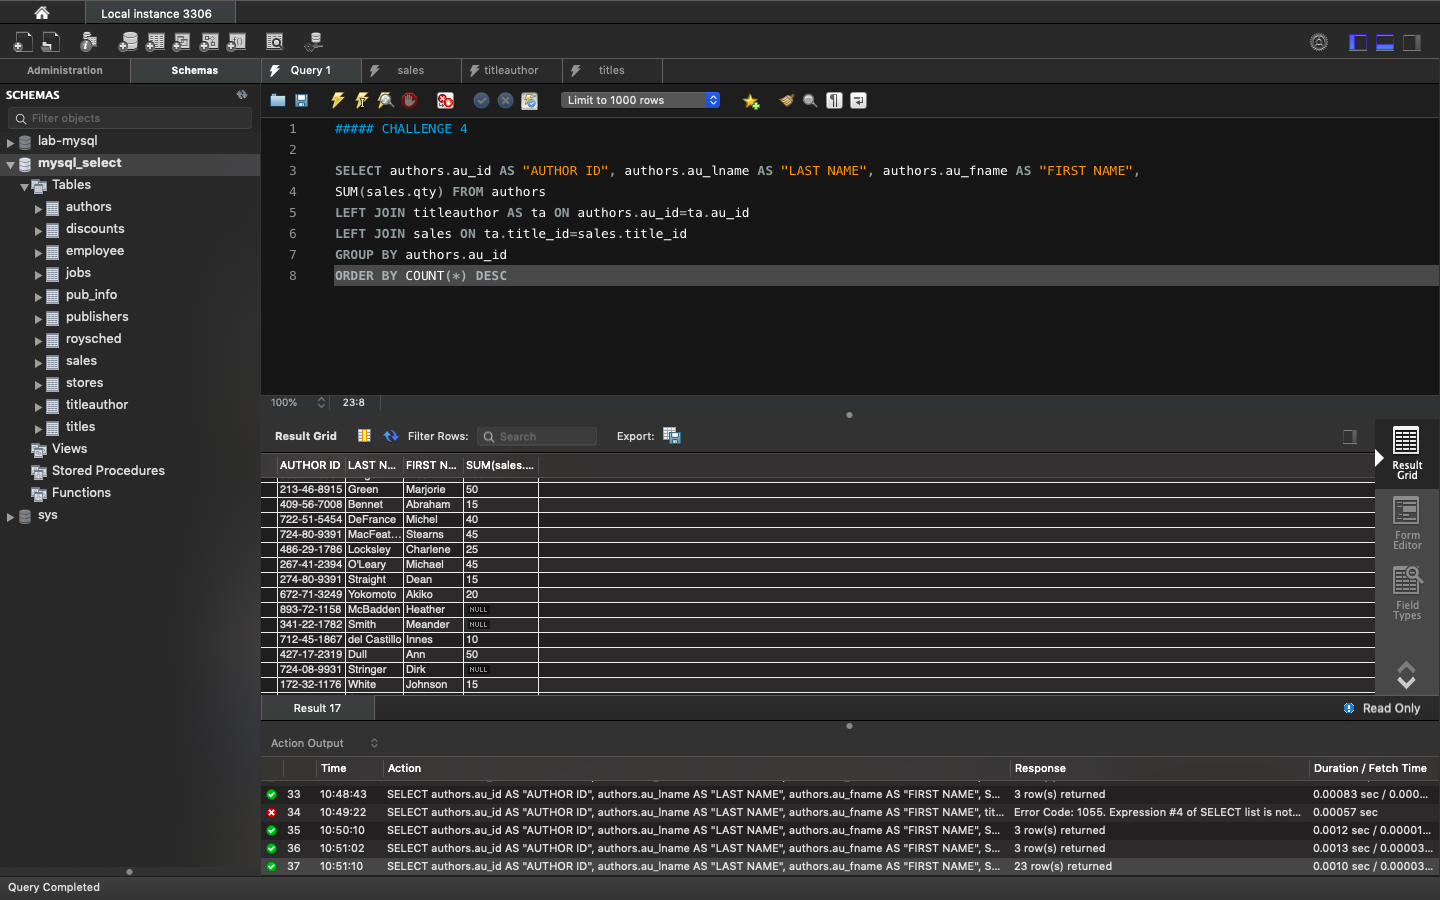 Local instance 3306
Administration
Schemas
Query 1
sales
titleauthor
titles
SCHEMAS
Filter objects
lab-mysql
mysql_select
Tables
authors
discounts
employee
jobs
pub_info
publishers
roysched
sales
stores
titleauthor
titles
Views
Stored Procedures
Functions
sys
Limit to 1000 rows
1 ##### CHALLENGE 4
2
3 SELECT authors.au_id AS "AUTHOR ID", authors.au_lname AS "LAST NAME", authors.au_fname AS "FIRST NAME",
4 SUM(sales.qty) FROM authors
5 LEFT JOIN titleauthor AS ta ON authors.au_id=ta.au_id
6 LEFT JOIN sales ON ta.title_id=sales.title_id
7 GROUP BY authors.au_id
8 ORDER BY COUNT(*) DESC
100% 23:8
Result Grid Filter Rows: Search Export:
AUTHOR ID LAST N... FIRST N... SUM(sales....
213-46-8915 Green Marjorie 50
409-56-7008 Bennet Abraham 15
722-51-5454 DeFrance Michel 40
724-80-9391 MacFeat... Stearns 45
486-29-1786 Locksley Charlene 25
267-41-2394 O'Leary Michael 45
274-80-9391 Straight Dean 15
672-71-3249 Yokomoto Akiko 20
893-72-1158 McBadden Heather NULL
341-22-1782 Smith Meander NULL
712-45-1867 del Castillo Innes 10
427-17-2319 Dull Ann 50
724-08-9931 Stringer Dirk NULL
172-32-1176 White Johnson 15
Result Grid
Form Editor
Field Types
Result 17
Read Only
Action Output
Time Action Response Duration / Fetch Time
33 10:48:43 SELECT authors.au_id AS "AUTHOR ID", authors.au_lname AS "LAST NAME", authors.au_fname AS "FIRST NAME", S... 3 row(s) returned 0.00083 sec / 0.000...
34 10:49:22 SELECT authors.au_id AS "AUTHOR ID", authors.au_lname AS "LAST NAME", authors.au_fname AS "FIRST NAME", tit... Error Code: 1055. Expression #4 of SELECT list is not... 0.00057 sec
35 10:50:10 SELECT authors.au_id AS "AUTHOR ID", authors.au_lname AS "LAST NAME", authors.au_fname AS "FIRST NAME", S... 3 row(s) returned 0.0012 sec / 0.00001...
36 10:51:02 SELECT authors.au_id AS "AUTHOR ID", authors.au_lname AS "LAST NAME", authors.au_fname AS "FIRST NAME", S... 3 row(s) returned 0.0013 sec / 0.00003...
37 10:51:10 SELECT authors.au_id AS "AUTHOR ID", authors.au_lname AS "LAST NAME", authors.au_fname AS "FIRST NAME", S... 23 row(s) returned 0.0010 sec / 0.00003...
Query Completed